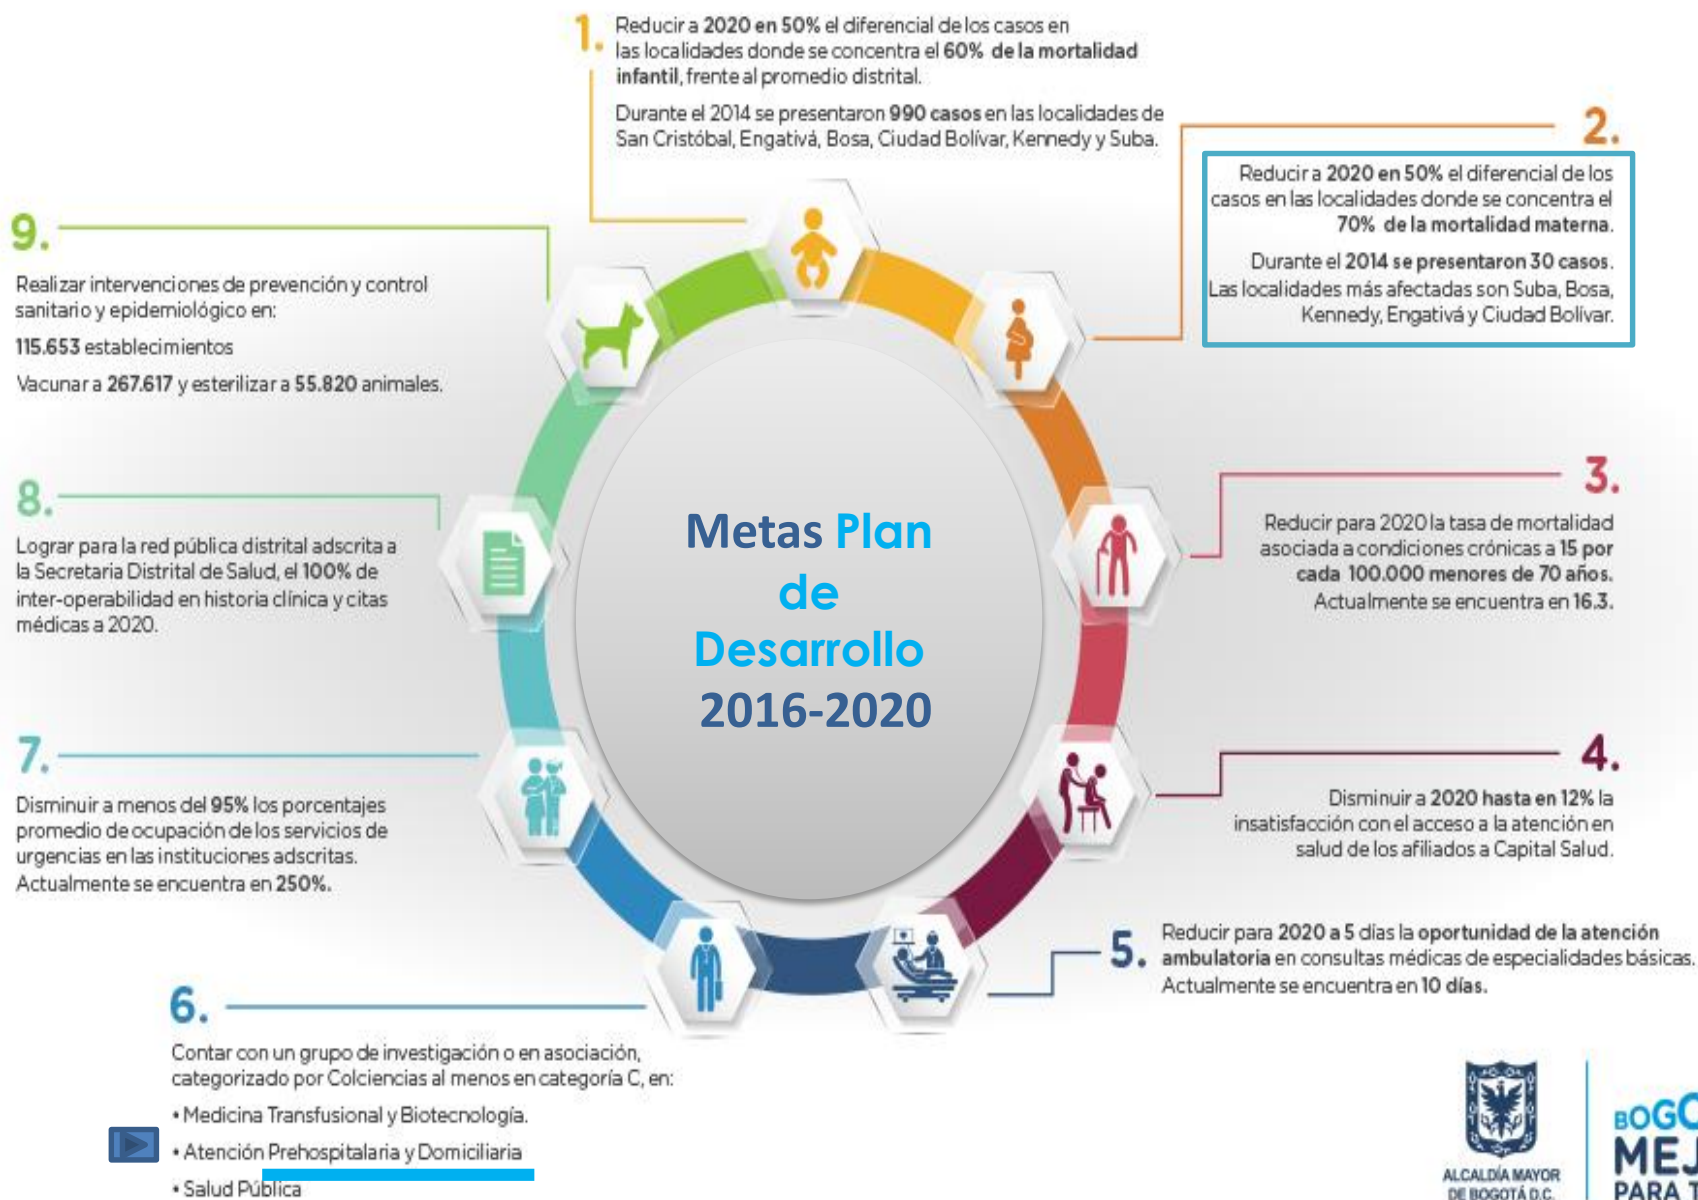 1.
Reducir a 2020 en 50% el diferencial de los casos en
las localidades donde se concentra el 60% de la mortalidad
infantil, frente al promedio distrital.
Durante el 2014 se presentaron 990 casos en las localidades de
San Cristóbal, Engativá, Bosa, Ciudad Bolívar, Kennedy y Suba.
2.
Reducir a 2020 en 50% el diferencial de los
casos en las localidades donde se concentra el
70% de la mortalidad materna.
Durante el 2014 se presentaron 30 casos.
Las localidades más afectadas son Suba, Bosa,
Kennedy, Engativá y Ciudad Bolívar.
3.
Reducir para 2020 la tasa de mortalidad
asociada a condiciones crónicas a 15 por
cada 100.000 menores de 70 años.
Actualmente se encuentra en 16.3.
4.
Disminuir a 2020 hasta en 12% la
insatisfacción con el acceso a la atención en
salud de los afiliados a Capital Salud.
5.
Reducir para 2020 a 5 días la oportunidad de la atención
ambulatoria en consultas médicas de especialidades básicas.
Actualmente se encuentra en 10 días.
6.
Contar con un grupo de investigación o en asociación,
categorizado por Colciencias al menos en categoría C, en:
• Medicina Transfusional y Biotecnología.
• Atención Prehospitalaria y Domiciliaria
• Salud Pública
7.
Disminuir a menos del 95% los porcentajes
promedio de ocupación de los servicios de
urgencias en las instituciones adscritas.
Actualmente se encuentra en 250%.
8.
Lograr para la red pública distrital adscrita a
la Secretaria Distrital de Salud, el 100% de
inter-operabilidad en historia clínica y citas
médicas a 2020.
9.
Realizar intervenciones de prevención y control
sanitario y epidemiológico en:
115.653 establecimientos
Vacunar a 267.617 y esterilizar a 55.820 animales.
Metas Plan
de
Desarrollo
2016-2020
ALCALDÍA MAYOR
DE BOGOTÁ D.C.
PARA